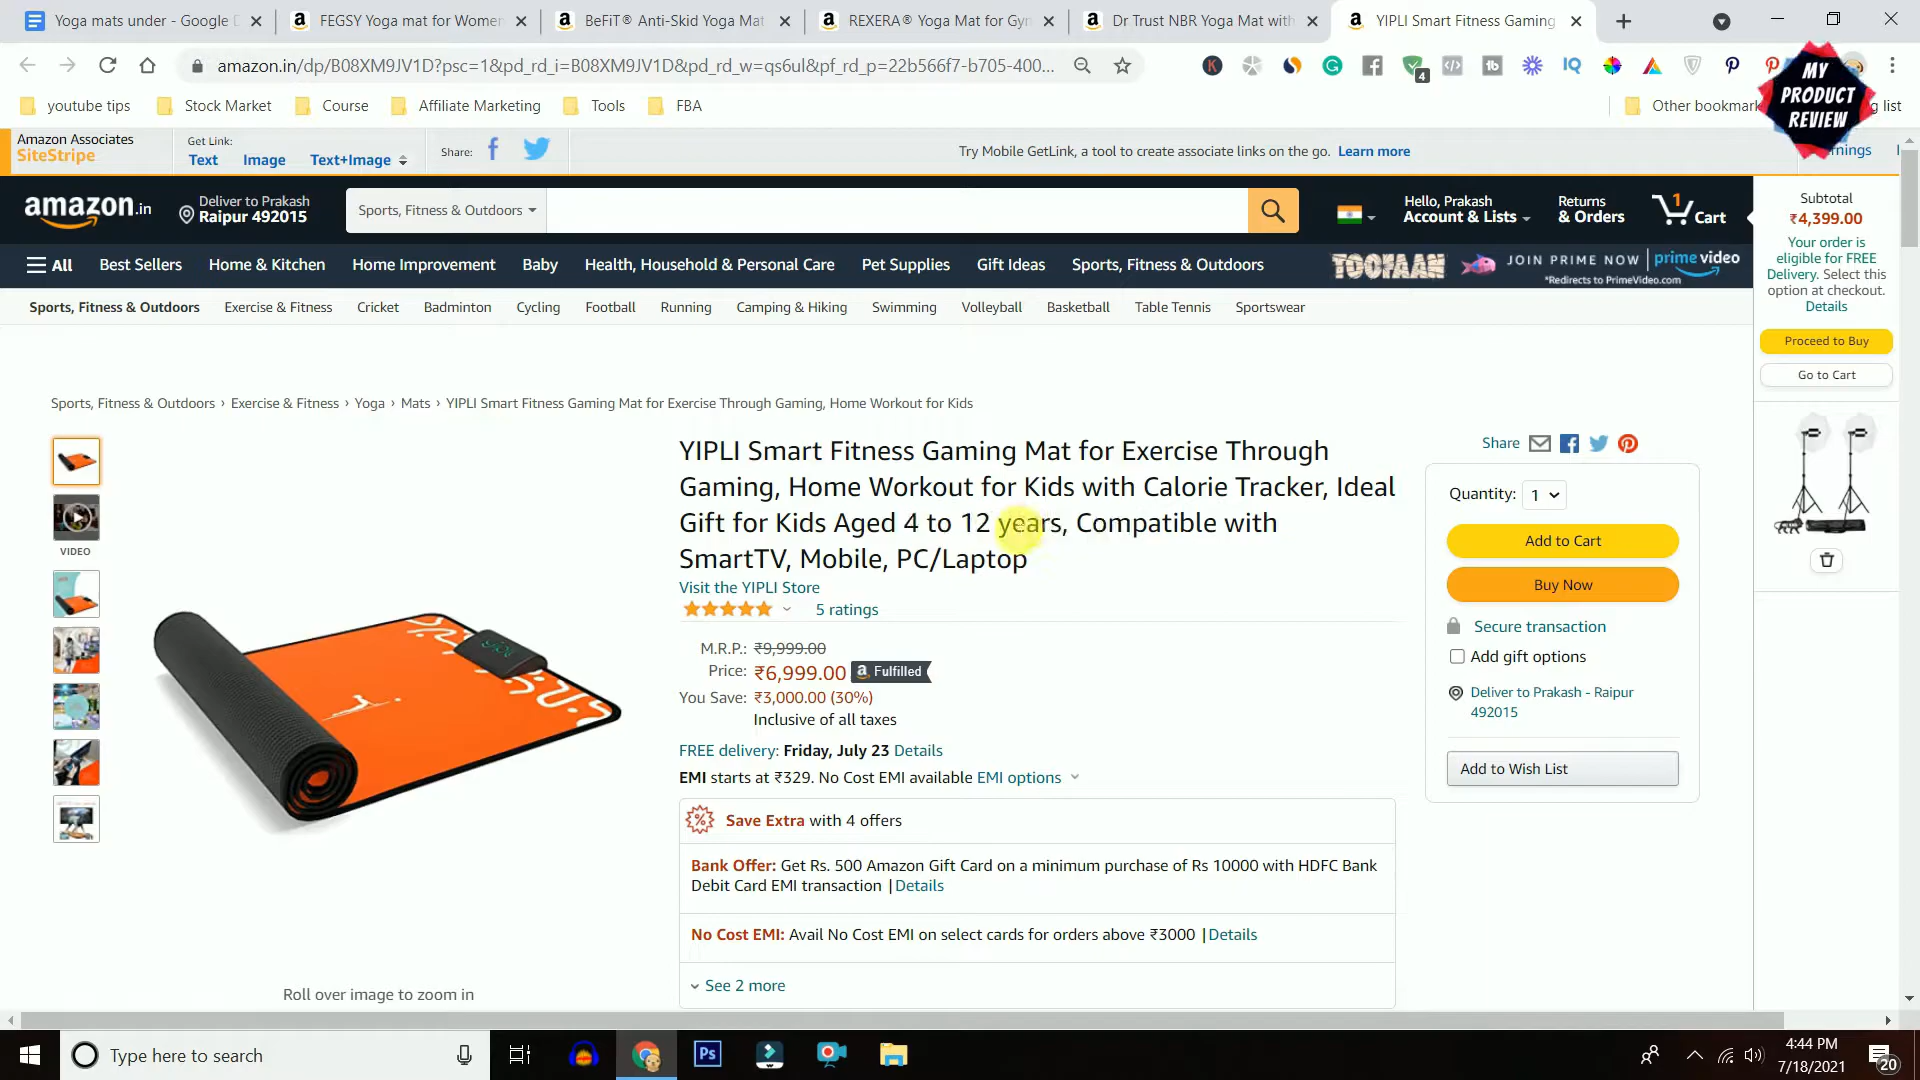 Yoga mats under - Google D
FEGSY Yoga mat for Women
BeFiT® Anti-Skid Yoga Mat
REXERA® Yoga Mat for Gym
Dr Trust NBR Yoga Mat with
YIPLI Smart Fitness Gaming
amazon.in/dp/B08XM9JV1D?psc=1&pd_rd_i=B08XM9JV1D&pd_rd_w=qs6ul&pf_rd_p=22b566f7-b705-400...
4
MY PRODUCT REVIEW
youtube tips
Stock Market
Course
Affiliate Marketing
Tools
FBA
Other bookmark
g list
Amazon Associates
SiteStripe
Get Link:
Text
Image
Text+Image
Share:
Try Mobile GetLink, a tool to create associate links on the go. Learn more
rnings
amazon.in
Deliver to Prakash
Raipur 492015
Sports, Fitness & Outdoors
Hello, Prakash
Account & Lists
Returns
& Orders
1
Cart
Subtotal
₹4,399.00
Your order is
eligible for FREE
Delivery. Select this
option at checkout.
Details
Proceed to Buy
Go to Cart
All
Best Sellers
Home & Kitchen
Home Improvement
Baby
Health, Household & Personal Care
Pet Supplies
Gift Ideas
Sports, Fitness & Outdoors
TOOFAAN
JOIN PRIME NOW
prime video
*Redirects to PrimeVideo.com
Sports, Fitness & Outdoors
Exercise & Fitness
Cricket
Badminton
Cycling
Football
Running
Camping & Hiking
Swimming
Volleyball
Basketball
Table Tennis
Sportswear
Sports, Fitness & Outdoors › Exercise & Fitness › Yoga › Mats › YIPLI Smart Fitness Gaming Mat for Exercise Through Gaming, Home Workout for Kids
VIDEO
Roll over image to zoom in
YIPLI Smart Fitness Gaming Mat for Exercise Through
Gaming, Home Workout for Kids with Calorie Tracker, Ideal
Gift for Kids Aged 4 to 12 years, Compatible with
SmartTV, Mobile, PC/Laptop
Visit the YIPLI Store
5 ratings
M.R.P.: ₹9,999.00
Price: ₹6,999.00 Fulfilled
You Save: ₹3,000.00 (30%)
Inclusive of all taxes
FREE delivery: Friday, July 23 Details
EMI starts at ₹329. No Cost EMI available EMI options
Save Extra with 4 offers
Bank Offer: Get Rs. 500 Amazon Gift Card on a minimum purchase of Rs 10000 with HDFC Bank
Debit Card EMI transaction |Details
No Cost EMI: Avail No Cost EMI on select cards for orders above ₹3000 |Details
See 2 more
Share
Quantity: 1
Add to Cart
Buy Now
Secure transaction
Add gift options
Deliver to Prakash - Raipur
492015
Add to Wish List
Type here to search
Ps
4:44 PM
7/18/2021
20